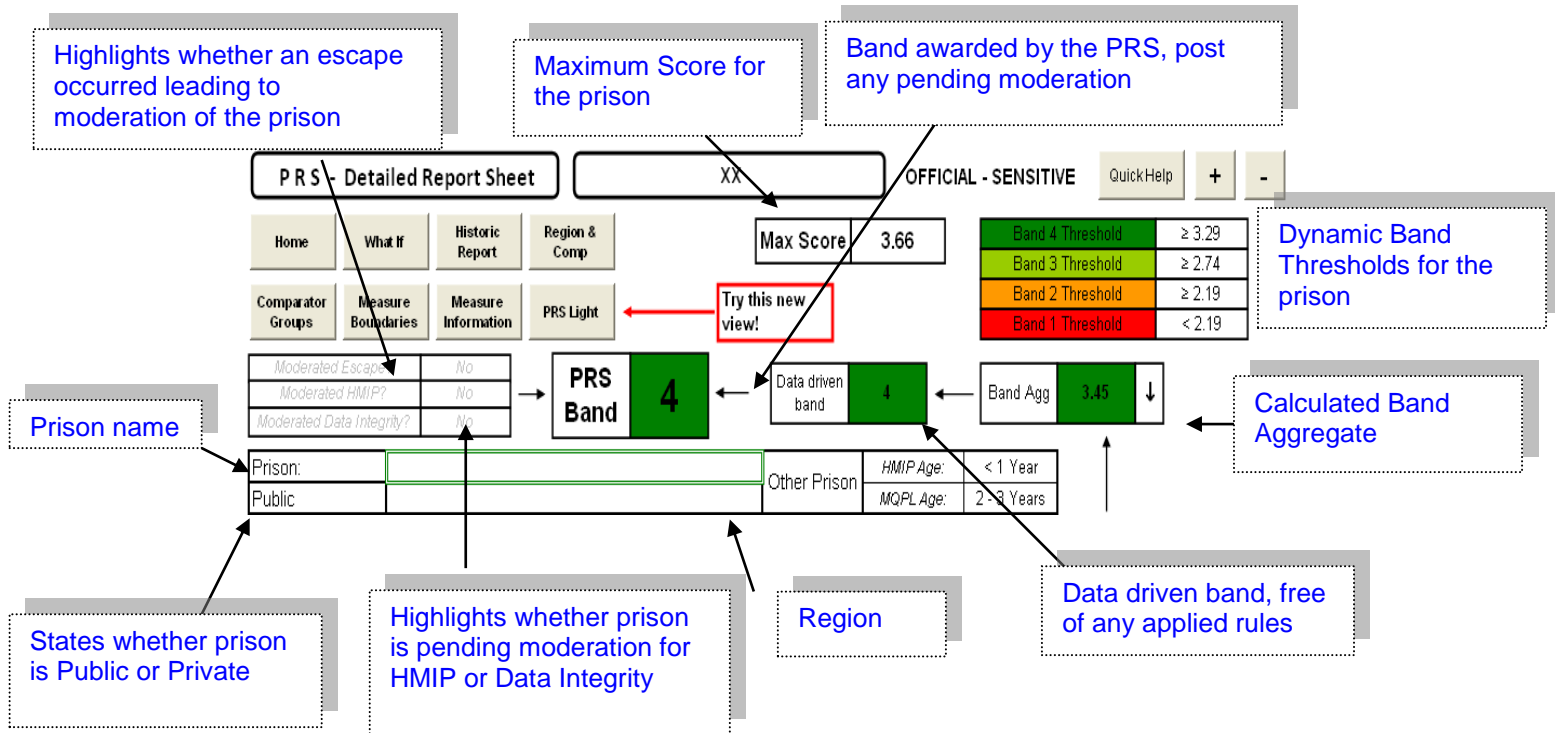 Highlights whether an escape
occurred leading to
moderation of the prison
Maximum Score for
the prison
Band awarded by the PRS, post
any pending moderation
P R S - Detailed Report Sheet
XX
OFFICIAL - SENSITIVE
Quick Help
+
-
Home
What If
Historic
Report
Region &
Comp
Max Score 3.66
Band 4 Threshold ≥ 3.29
Band 3 Threshold ≥ 2.74
Band 2 Threshold ≥ 2.19
Band 1 Threshold < 2.19
Dynamic Band
Thresholds for the
prison
Comparator
Groups
Measure
Boundaries
Measure
Information
PRS Light
Try this new
view!
Moderated Escape? No
Moderated HMIP? No
Moderated Data Integrity? No
PRS
Band
4
Data driven
band
4
Band Agg 3.45 ↓
Calculated Band
Aggregate
Prison name
Prison:
Public
Other Prison
HMIP Age: < 1 Year
MQPL Age: 2 - 3 Years
States whether prison
is Public or Private
Highlights whether prison
is pending moderation for
HMIP or Data Integrity
Region
Data driven band, free
of any applied rules